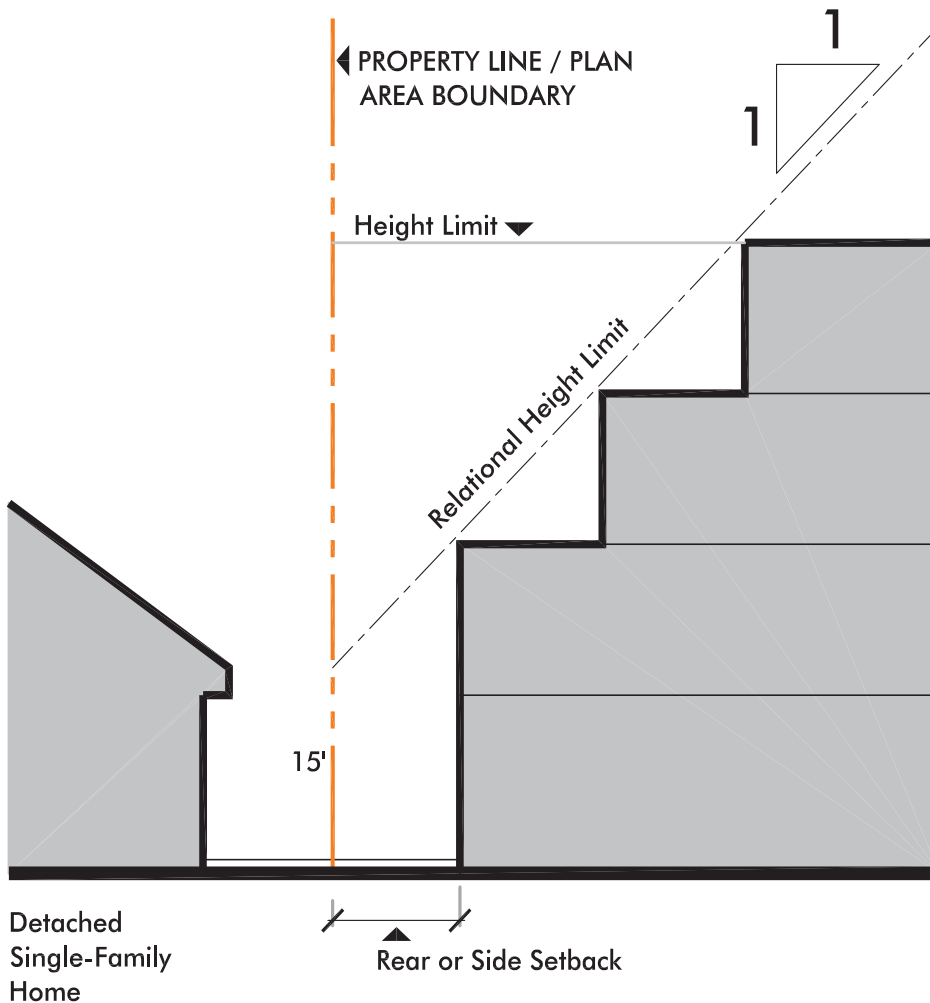 1
PROPERTY LINE / PLAN
AREA BOUNDARY
1
Height Limit
Relational Height Limit
15'
Detached
Single-Family
Home
Rear or Side Setback